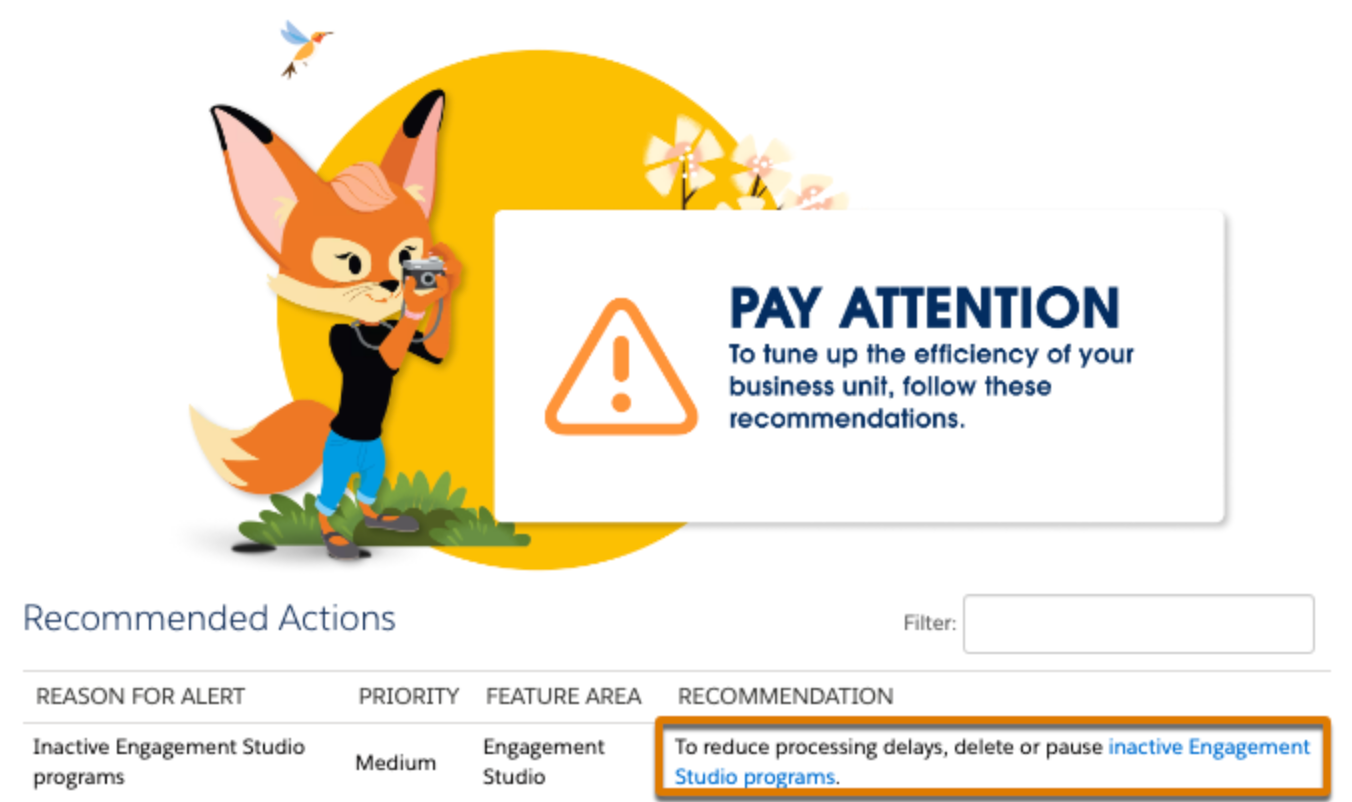 PAY ATTENTION
To tune up the efficiency of your
business unit, follow these
recommendations.
Recommended Actions
Filter:
REASON FOR ALERT PRIORITY FEATURE AREA RECOMMENDATION
Inactive Engagement Studio
programs
Medium
Engagement
Studio
To reduce processing delays, delete or pause inactive Engagement
Studio programs.